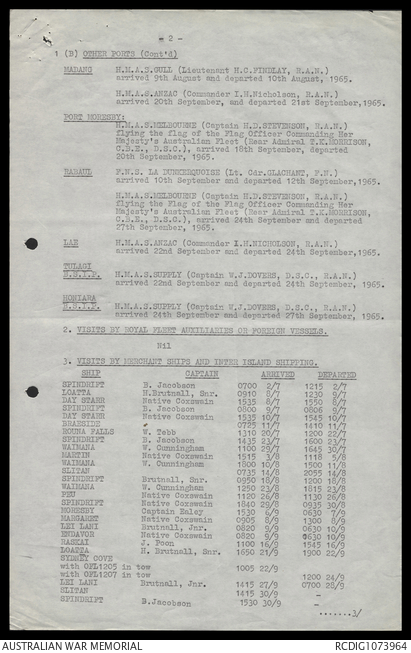 - 2 -
1 (B) OTHER PORTS (Cont'd)
MADANG H.M.A.S.GULL (Lieutenant H.C.FINDLAY, R.A.N.)
arrived 9th August and departed 10th August, 1965.
H.M.A.S.ANZAC (Commander I.H.Nicholson, R.A.N.)
arrived 20th September, and departed 21st September,1965.
PORT MORESBY:
H.M.A.S.MELBOURNE (Captain H.D.STEVENSON, R.A.N.)
flying the flag of the Flag Officer Commanding Her
Majesty's Australian Fleet (Rear Admiral T.K.MORRISON,
C.B.E., D.S.C.), arrived 18th September, departed
20th September, 1965.
RABAUL F.N.S. LA DUNKERQUOISE (Lt. Cdr.GLACHANT, F.N.)
arrived 10th September and departed 12th September,1965.
H.M.A.S.MELBOURNE (Captain H.D.STEVENSON, R.A.N.)
flying the flag of the Flag Officer Commanding Her
Majesty's Australian Fleet (Rear Admiral T.K.MORRISON,
C.B.E., D.S.C.), arrived 24th September and departed
27th September, 1965.
LAE H.M.A.S.ANZAC (Commander I.H.NICHOLSON, R.A.N.)
arrived 22nd September and departed 24th September,1965.
TULAGI
B.S.I.P. H.M.A.S.SUPPLY (Captain W.J.DOVERS, D.S.C., R.A.N.)
arrived 22nd September and departed 24th September,1965.
HONIARA
B.S.I.P. H.M.A.S.SUPPLY (Captain W.J.DOVERS, D.S.C., R.A.N.)
arrived 24th September and departed 27th September, 1965.
2. VISITS BY ROYAL FLEET AUXILIARIES OR FOREIGN VESSELS.
Nil
3. VISITS BY MERCHANT SHIPS AND INTER ISLAND SHIPPING.
SHIP CAPTAIN ARRIVED DEPARTED
SPINDRIFT B. Jacobson 0700 2/7 1215 2/7
LOATTA H.Brutnall, Snr. 0910 8/7 1230 9/7
DAY STARR Native Coxswain 1535 8/7 1550 8/7
SPINDRIFT B. Jacobson 0800 9/7 0806 9/7
DAY STARR Native Coxswain 1535 10/7 1545 10/7
BRAESIDE 0725 11/7 1410 11/7
ROUNA FALLS W. Tebb 1310 20/7 1200 22/7
SPINDRIFT B. Jacobson 1435 23/7 1600 23/7
WAIMANA W. Cunningham 1100 29/7 1645 30/7
MARTIN Native Coxswain 1515 3/8 1118 5/8
WAIMANA W. Cunningham 1800 10/8 1500 11/8
SLITAN 0735 14/8 2055 14/8
SPINDRIFT Brutnall, Snr. 0950 18/8 1200 18/8
WAIMANA W. Cunningham 1250 23/8 1815 23/8
PEU Native Coxswain 1120 26/8 1130 26/8
SPINDRIFT Native Coxswain 1840 29/8 0935 30/8
MORESBY Captain Ealey 1530 6/9 0630 7/9
MARGARET Native Coxswain 0905 8/9 1300 8/9
LEI LANI Brutnall, Jnr. 0820 9/9 0630 10/9
ENDAVOR Native Coxswain 0820 9/9 0630 10/9
RASKAI J. Poon 1100 16/9 1545 16/9
LOATTA H. Brutnall, Snr. 1650 21/9 1900 22/9
SYDNEY COVE
with OFL1205 in tow 1005 22/9
with OFL1207 in tow 1200 24/9
LEI LANI Brutnall, Jnr. 1415 27/9 0700 28/9
SLITAN 1415 30/9 -
SPINDRIFT B.Jacobson 1530 30/9 -
.......3/
AUSTRALIAN WAR MEMORIAL RCDIG1073964